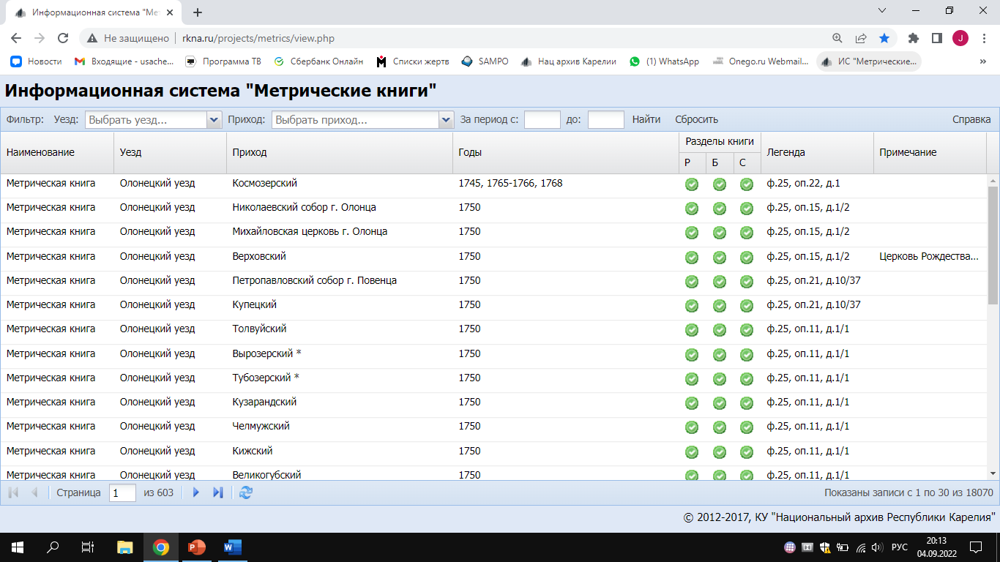 Информационная система "Мет
Не защищено rkna.ru/projects/metrics/view.php J
Новости Входящие - usache... Программа ТВ Сбербанк Онлайн Списки жертв SAMPO Нац архив Карелии (1) WhatsApp Onego.ru Webmail... ИС "Метрические... »
Информационная система "Метрические книги"
Фильтр: Уезд: Выбрать уезд... Приход: Выбрать приход... За период с: до: Найти Сбросить Справка
Наименование Уезд Приход Годы Разделы книги Легенда Примечание
Р Б С
Метрическая книга Олонецкий уезд Космозерский 1745, 1765-1766, 1768 ф.25, оп.22, д.1
Метрическая книга Олонецкий уезд Николаевский собор г. Олонца 1750 ф.25, оп.15, д.1/2
Метрическая книга Олонецкий уезд Михайловская церковь г. Олонца 1750 ф.25, оп.15, д.1/2
Метрическая книга Олонецкий уезд Верховский 1750 ф.25, оп.15, д.1/2 Церковь Рождества...
Метрическая книга Олонецкий уезд Петропавловский собор г. Повенца 1750 ф.25, оп.21, д.10/37
Метрическая книга Олонецкий уезд Купецкий 1750 ф.25, оп.21, д.10/37
Метрическая книга Олонецкий уезд Толвуйский 1750 ф.25, оп.11, д.1/1
Метрическая книга Олонецкий уезд Вырозерский * 1750 ф.25, оп.11, д.1/1
Метрическая книга Олонецкий уезд Тубозерский * 1750 ф.25, оп.11, д.1/1
Метрическая книга Олонецкий уезд Кузарандский 1750 ф.25, оп.11, д.1/1
Метрическая книга Олонецкий уезд Челмужский 1750 ф.25, оп.11, д.1/1
Метрическая книга Олонецкий уезд Кижский 1750 ф.25, оп.11, д.1/1
Метрическая книга Олонецкий уезд Великогубский 1750 ф.25, оп.11, д.1/1
Страница 1 из 603 Показаны записи с 1 по 30 из 18070
© 2012-2017, КУ "Национальный архив Республики Карелия"
P W РУС 20:13
04.09.2022